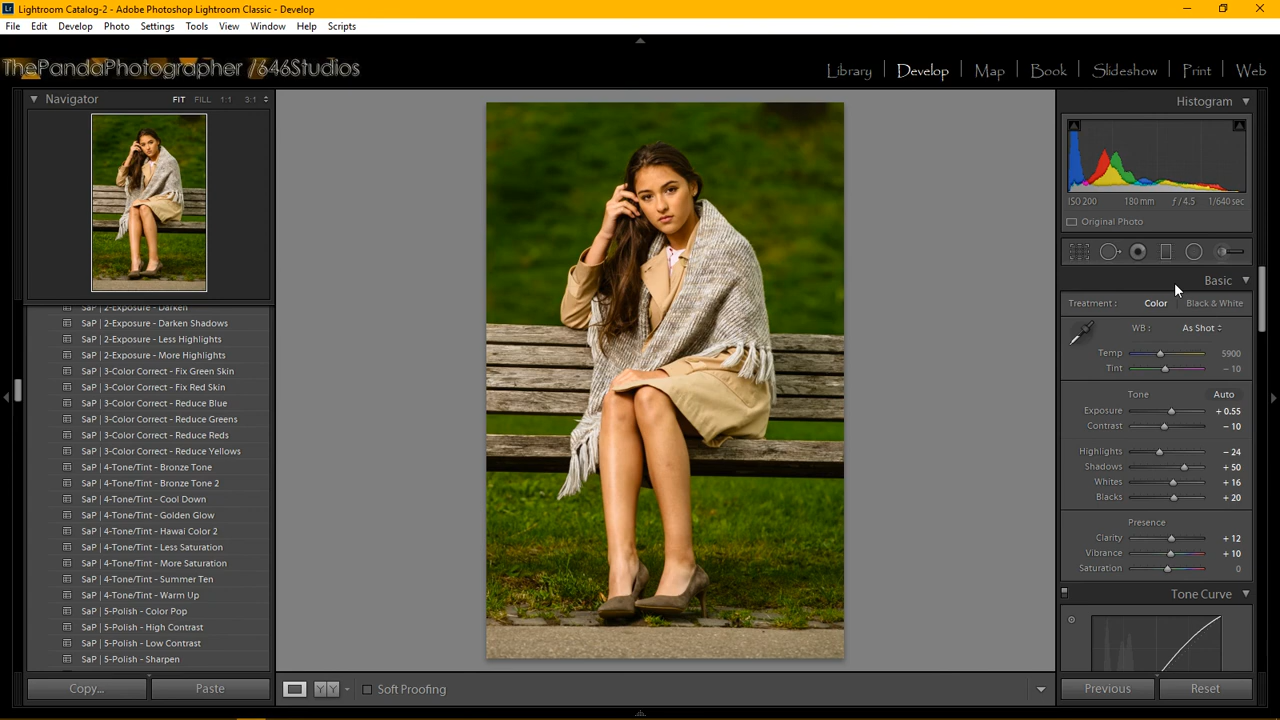 Lightroom Catalog-2 - Adobe Photoshop Lightroom Classic - Develop
File Edit Develop Photo Settings Tools View Window Help Scripts
ThePandaPhotographer /646Studios
Library Develop Map Book Slideshow Print Web
Navigator FIT FILL 1:1 3:1
SaP | 2-Exposure - Darken
SaP | 2-Exposure - Darken Shadows
SaP | 2-Exposure - Less Highlights
SaP | 2-Exposure - More Highlights
SaP | 3-Color Correct - Fix Green Skin
SaP | 3-Color Correct - Fix Red Skin
SaP | 3-Color Correct - Reduce Blue
SaP | 3-Color Correct - Reduce Greens
SaP | 3-Color Correct - Reduce Reds
SaP | 3-Color Correct - Reduce Yellows
SaP | 4-Tone/Tint - Bronze Tone
SaP | 4-Tone/Tint - Bronze Tone 2
SaP | 4-Tone/Tint - Cool Down
SaP | 4-Tone/Tint - Golden Glow
SaP | 4-Tone/Tint - Hawai Color 2
SaP | 4-Tone/Tint - Less Saturation
SaP | 4-Tone/Tint - More Saturation
SaP | 4-Tone/Tint - Summer Ten
SaP | 4-Tone/Tint - Warm Up
SaP | 5-Polish - Color Pop
SaP | 5-Polish - High Contrast
SaP | 5-Polish - Low Contrast
SaP | 5-Polish - Sharpen
Copy... Paste
Soft Proofing
Histogram
ISO 200 180 mm ƒ / 4.5 1/640 sec
Original Photo
Basic
Treatment : Color Black & White
WB : As Shot
Temp 5900
Tint – 10
Tone Auto
Exposure + 0.55
Contrast – 10
Highlights – 24
Shadows + 50
Whites + 16
Blacks + 20
Presence
Clarity + 12
Vibrance + 10
Saturation 0
Tone Curve
Previous Reset